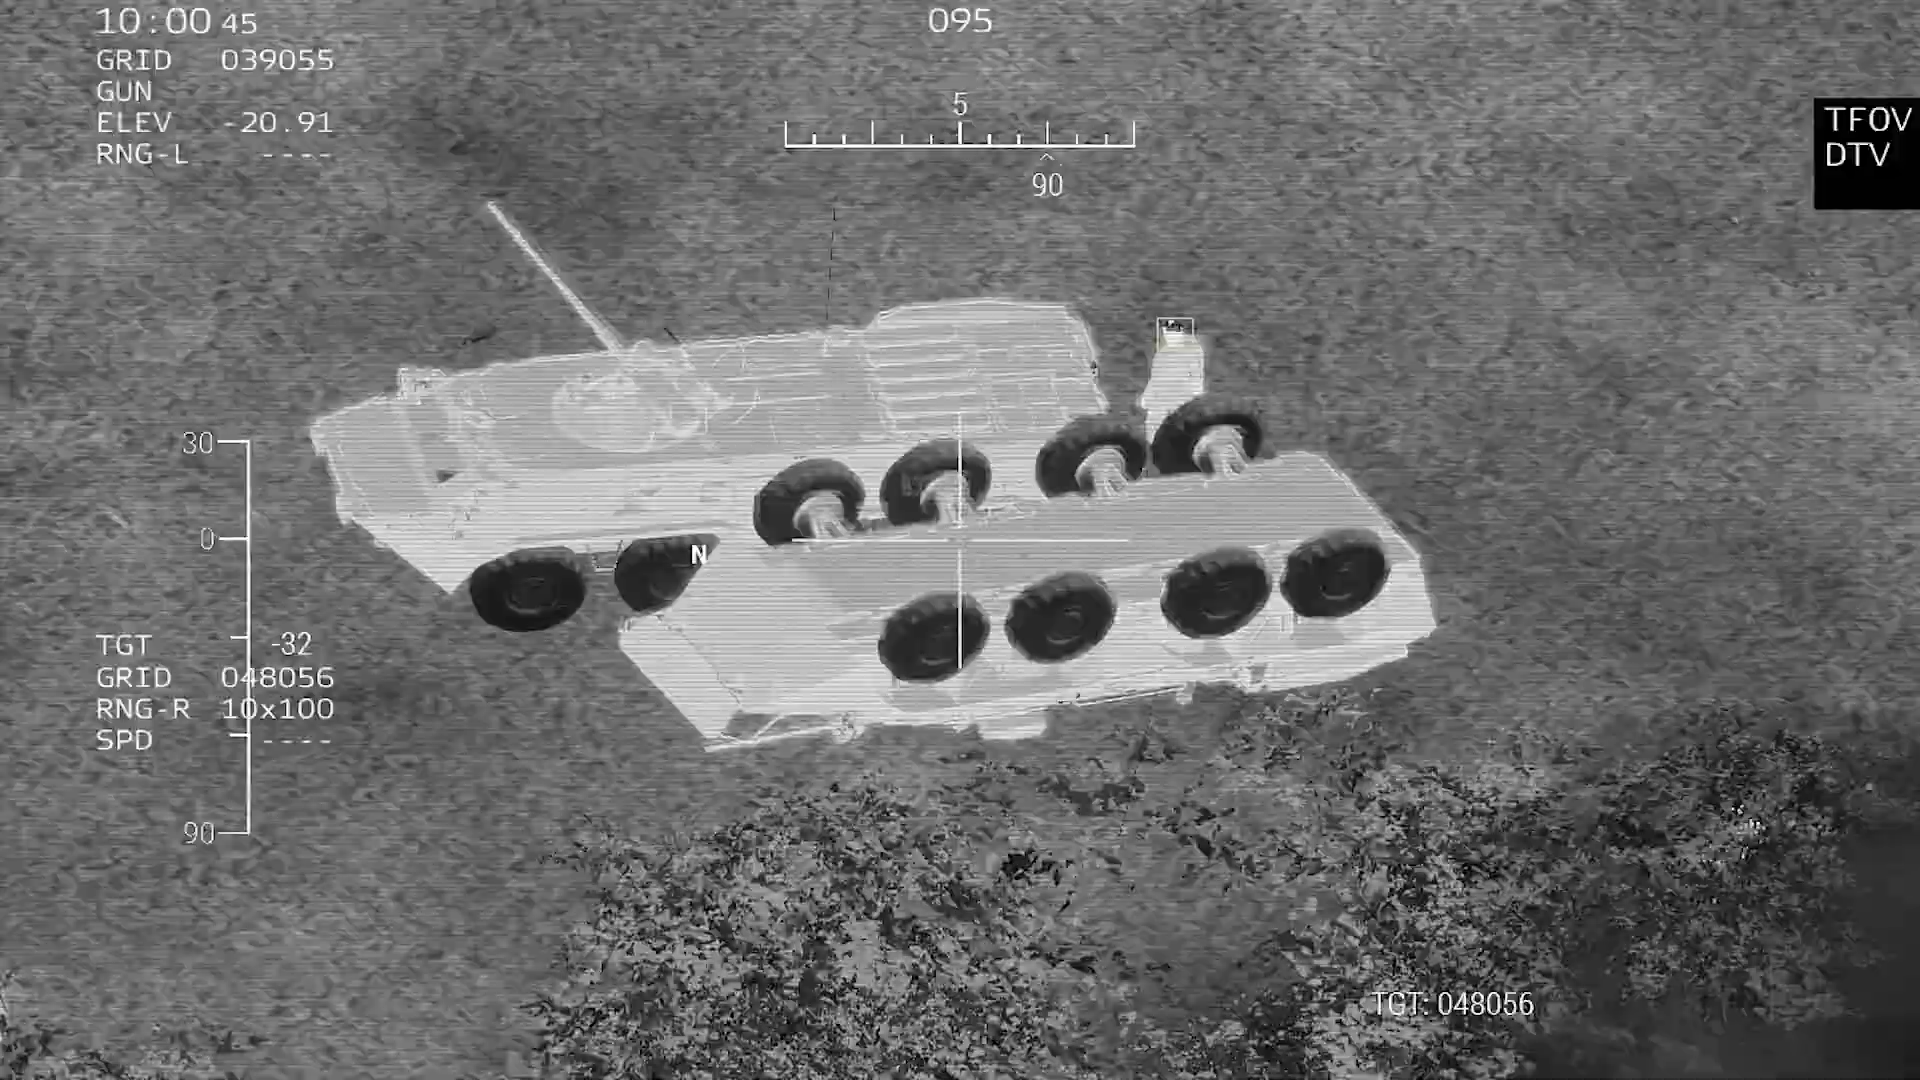 10:00 45
GRID 039055
GUN
ELEV -20.91
RNG-L ----
095
5
90
TFOV
DTV
30
0
N
TGT -32
GRID 048056
RNG-R 10x100
SPD ----
90
TGT: 048056